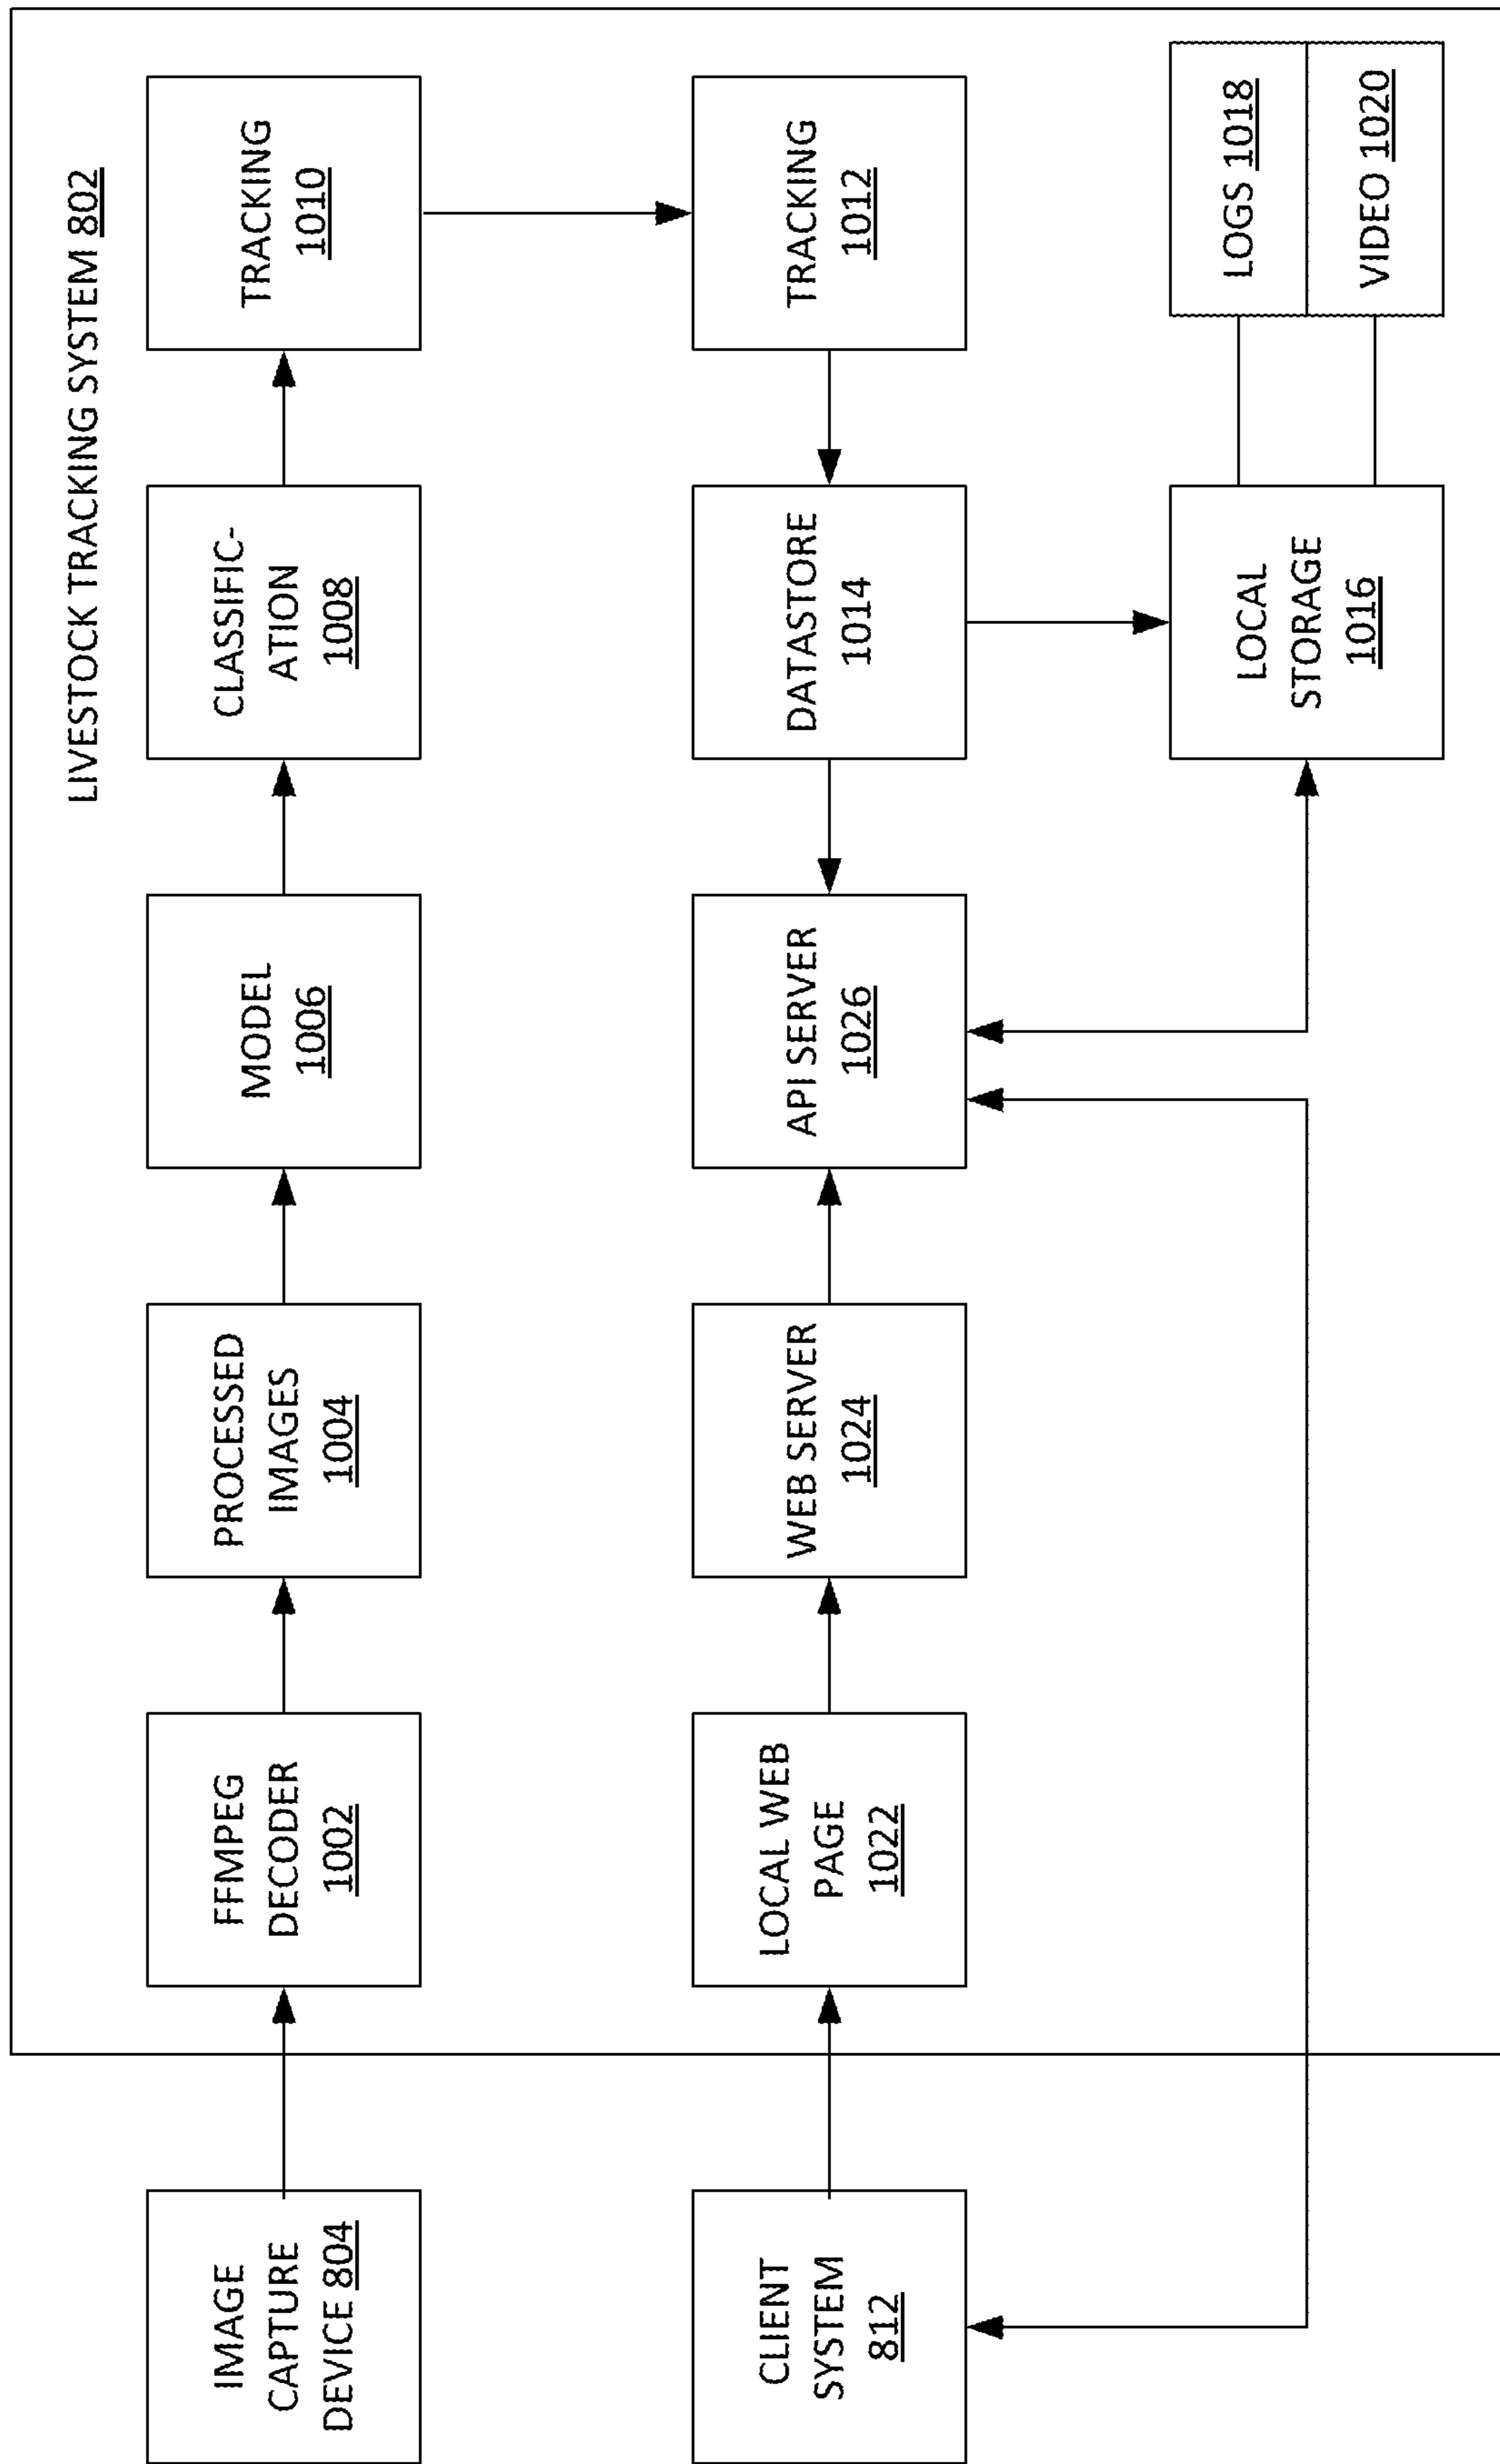 LIVESTOCK TRACKING SYSTEM 802
IMAGE
CAPTURE
DEVICE 804
FFMPEG
DECODER
1002
PROCESSED
IMAGES
1004
MODEL
1006
CLASSIFIC-
ATION
1008
TRACKING
1010
CLIENT
SYSTEM
812
LOCAL WEB
PAGE
1022
WEB SERVER
1024
API SERVER
1026
DATASTORE
1014
TRACKING
1012
LOCAL
STORAGE
1016
LOGS 1018
VIDEO 1020